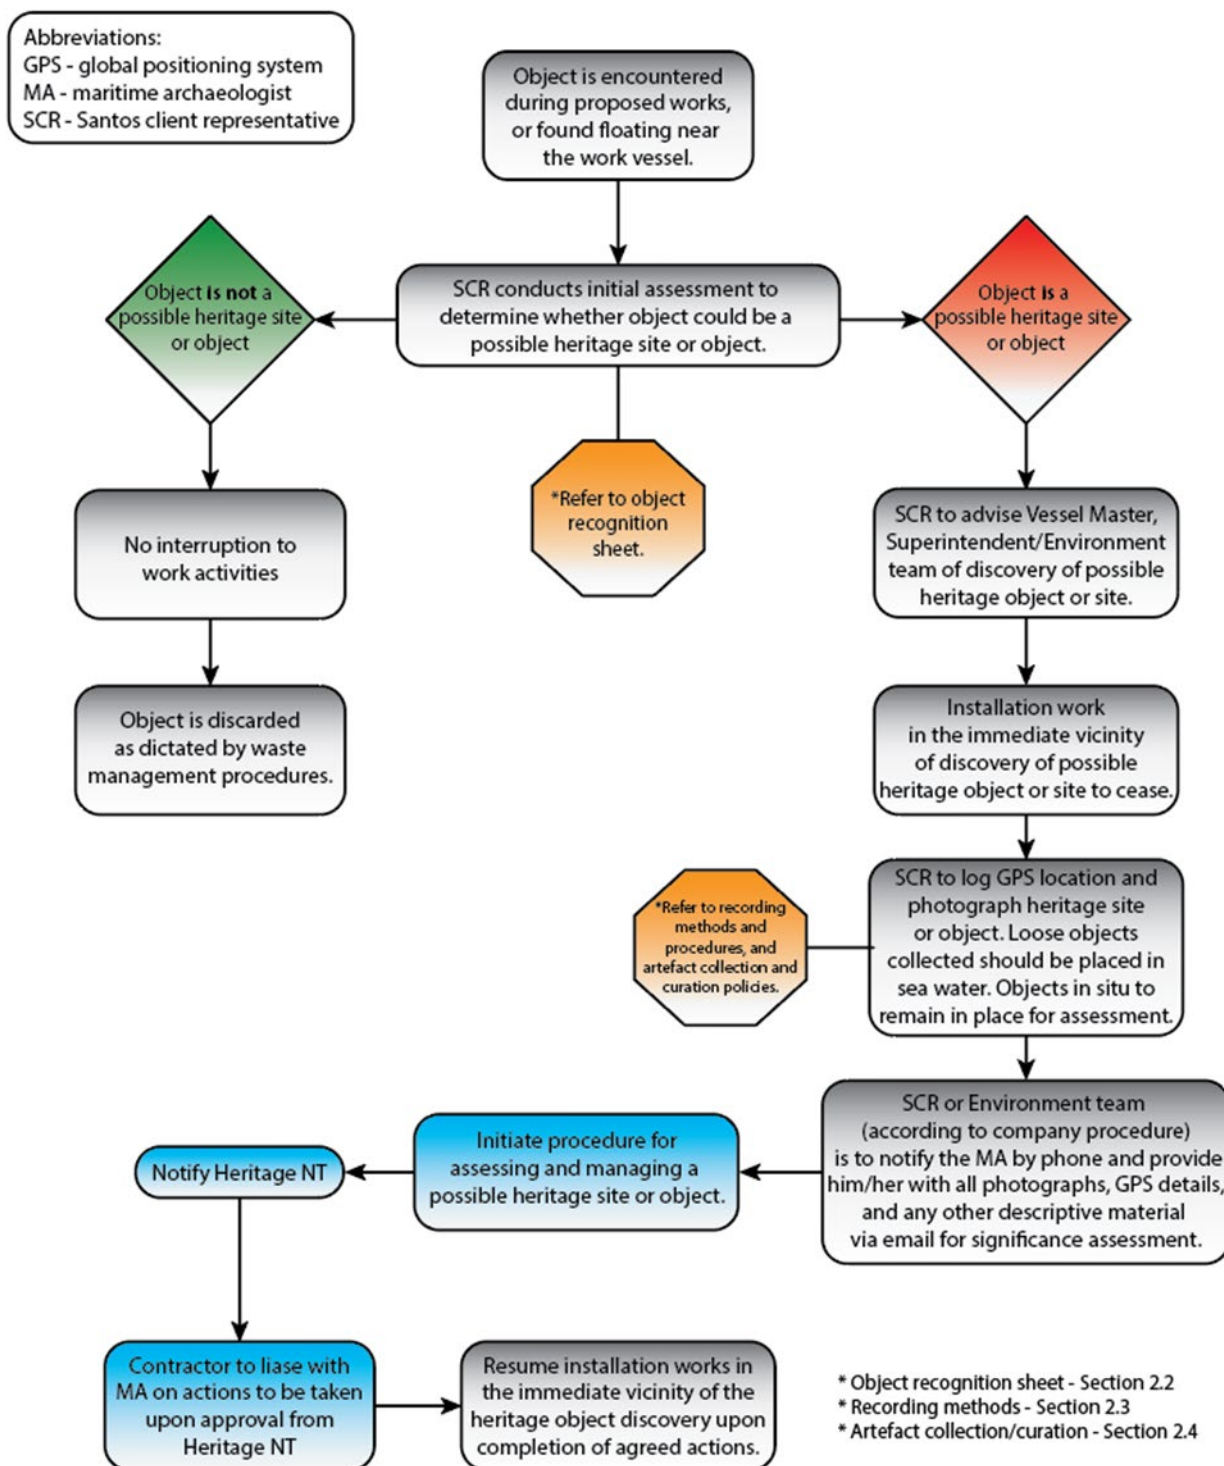 Abbreviations:
GPS - global positioning system
MA - maritime archaeologist
SCR - Santos client representative
Object is encountered
during proposed works,
or found floating near
the work vessel.
SCR conducts initial assessment to
determine whether object could be a
possible heritage site or object.
Object is not a
possible heritage site
or object
Object is a
possible heritage site
or object
*Refer to object
recognition
sheet.
No interruption to
work activities
Object is discarded
as dictated by waste
management procedures.
SCR to advise Vessel Master,
Superintendent/Environment
team of discovery of possible
heritage object or site.
Installation work
in the immediate vicinity
of discovery of possible
heritage object or site to cease.
SCR to log GPS location and
photograph heritage site
or object. Loose objects
collected should be placed in
sea water. Objects in situ to
remain in place for assessment.
*Refer to recording
methods and
procedures, and
artefact collection and
curation policies.
SCR or Environment team
(according to company procedure)
is to notify the MA by phone and provide
him/her with all photographs, GPS details,
and any other descriptive material
via email for significance assessment.
Initiate procedure for
assessing and managing a
possible heritage site or object.
Notify Heritage NT
Contractor to liase with
MA on actions to be taken
upon approval from
Heritage NT
Resume installation works in
the immediate vicinity of the
heritage object discovery upon
completion of agreed actions.
* Object recognition sheet - Section 2.2
* Recording methods - Section 2.3
* Artefact collection/curation - Section 2.4